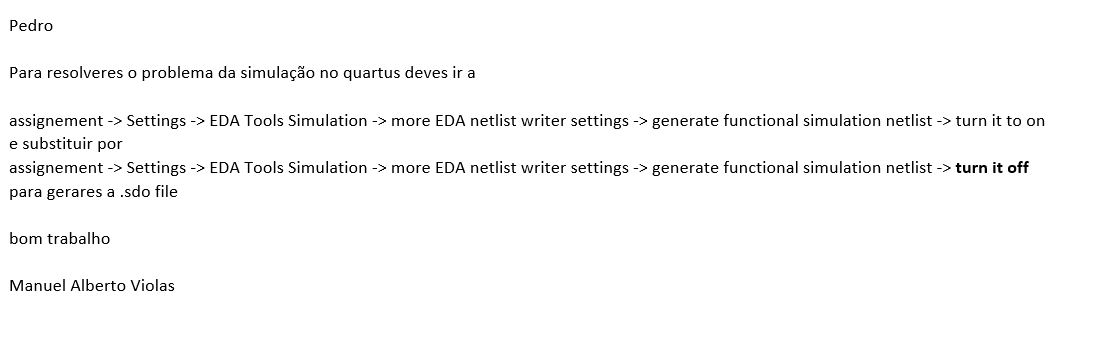 Pedro
Para resolveres o problema da simulação no quartus deves ir a
assignement -> Settings -> EDA Tools Simulation -> more EDA netlist writer settings -> generate functional simulation netlist -> turn it to on
e substituir por
assignement -> Settings -> EDA Tools Simulation -> more EDA netlist writer settings -> generate functional simulation netlist -> turn it off
para gerares a .sdo file
bom trabalho
Manuel Alberto Violas